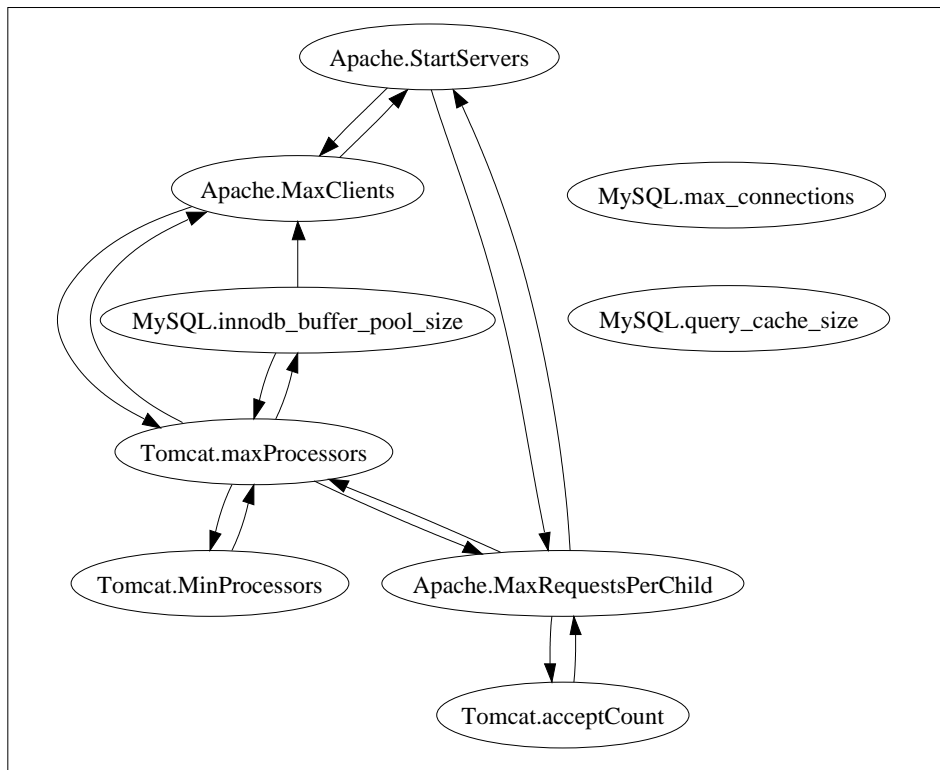 Apache.StartServers
Apache.MaxClients
MySQL.max_connections
MySQL.innodb_buffer_pool_size
MySQL.query_cache_size
Tomcat.maxProcessors
Tomcat.MinProcessors
Apache.MaxRequestsPerChild
Tomcat.acceptCount